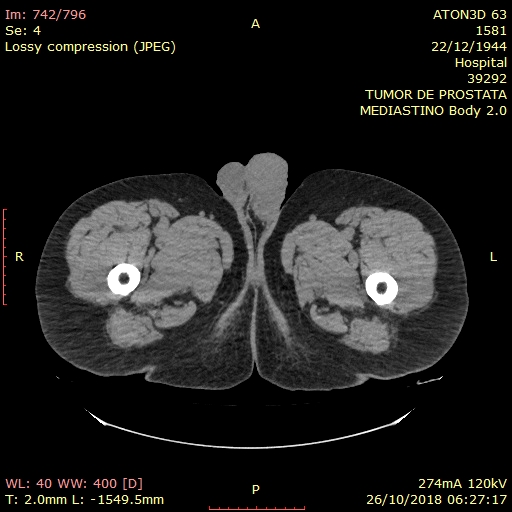 Im: 742/796
Se: 4
Lossy compression (JPEG)
A
ATON3D 63
1581
22/12/1944
Hospital
39292
TUMOR DE PROSTATA
MEDIASTINO Body 2.0
R
L
WL: 40 WW: 400 [D]
T: 2.0mm L: -1549.5mm
P
274mA 120kV
26/10/2018 06:27:17